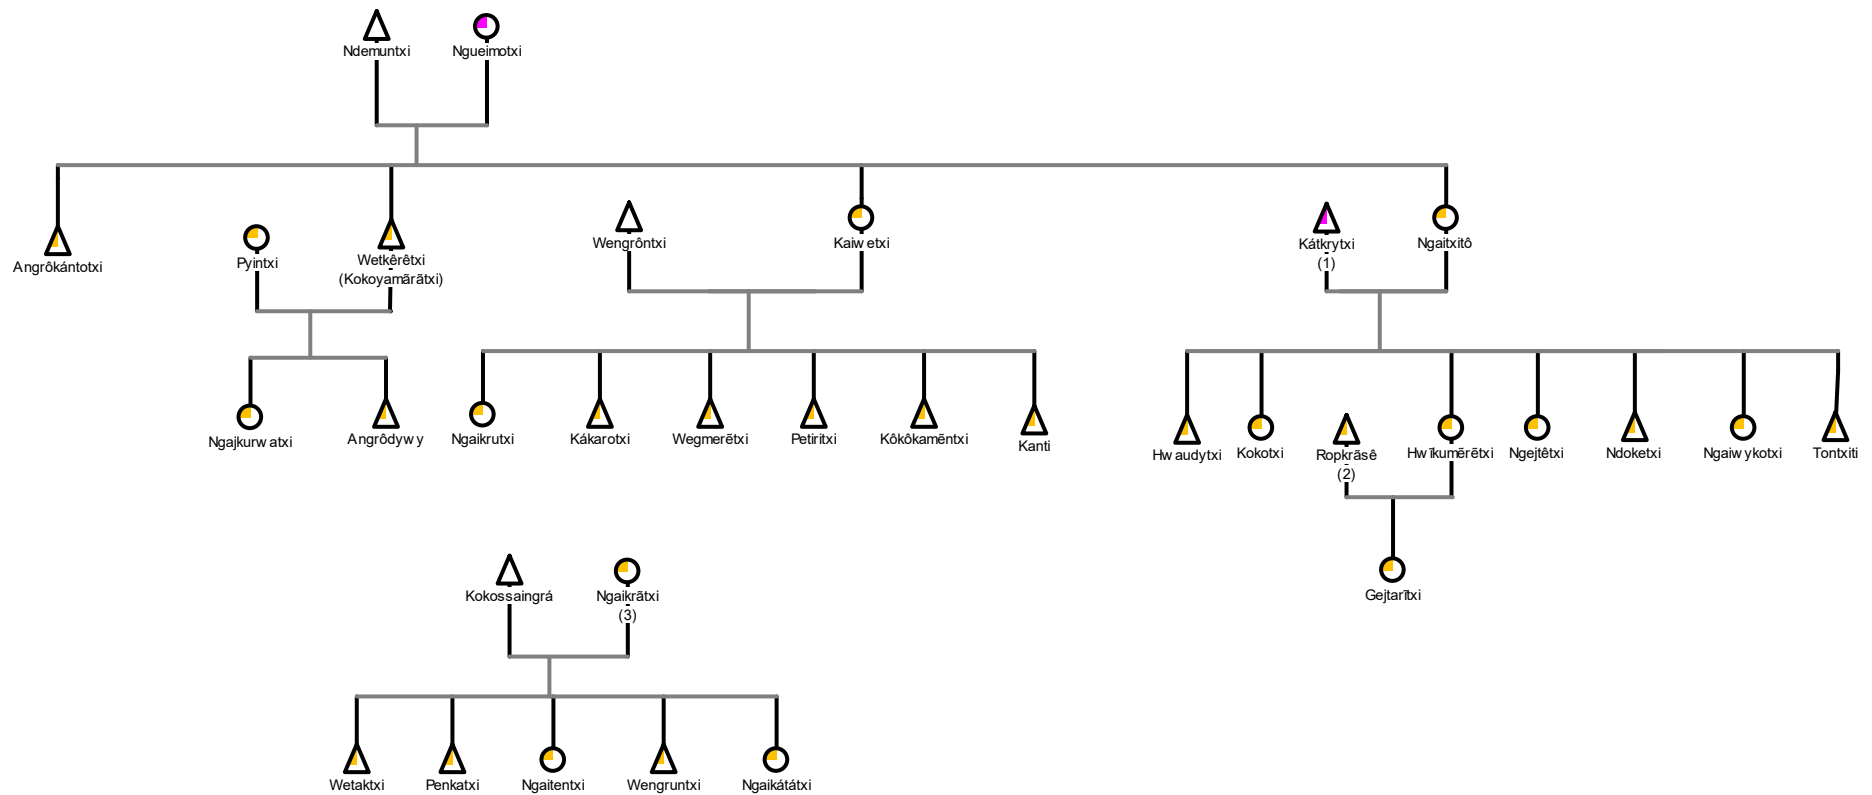 Ndemuntxi
Ngueimotxi
Angrôkántotxi
Pyintxi
Wetkêrêtxi
(Kokoyamãrãtxi)
Wengrôntxi
Kaiwetxi
Kátkrytxi
(1)
Ngaitxitô
Ngajkurwatxi
Angrôdywy
Ngaikrutxi
Kákarotxi
Wegmerẽtxi
Petiritxi
Kôkôkamẽntxi
Kanti
Hwaudytxi
Kokotxi
Ropkrãsê
(2)
Hwĩkumẽrẽtxi
Ngejtêtxi
Ndoketxi
Ngaiwykotxi
Tontxiti
Kokossaingrá
Ngaikrãtxi
(3)
Gejtarĩtxi
Wetaktxi
Penkatxi
Ngaitentxi
Wengruntxi
Ngaikátátxi